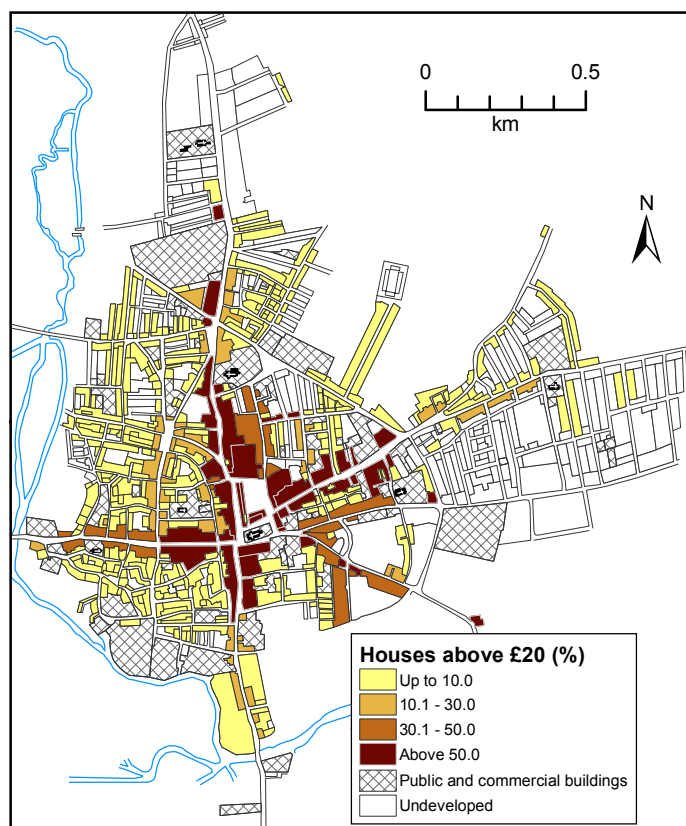 0 0.5
km
N
Houses above £20 (%)
Up to 10.0
10.1 - 30.0
30.1 - 50.0
Above 50.0
Public and commercial buildings
Undeveloped